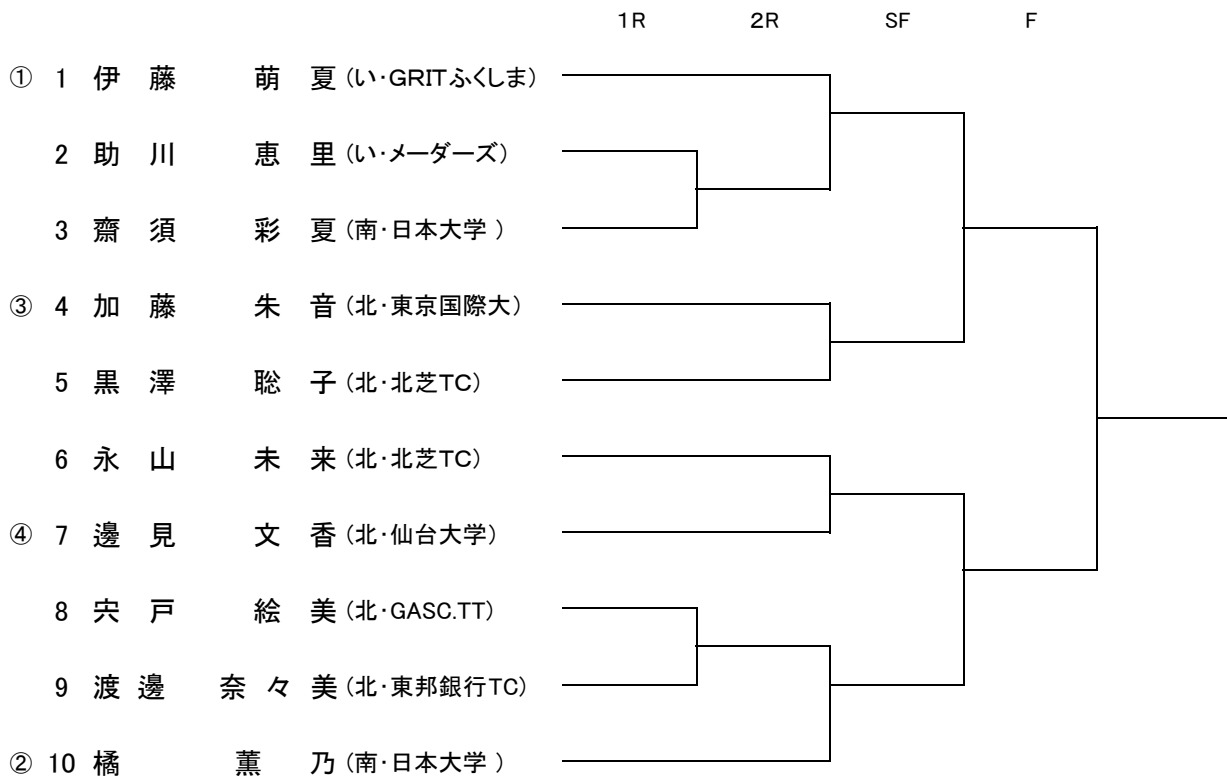 1R 2R SF F
① 1 伊藤 萌夏 (い・GRITふくしま)
2 助川 恵里 (い・メーダーズ)
3 齋須 彩夏 (南・日本大学 )
③ 4 加藤 朱音 (北・東京国際大)
5 黒澤 聡子 (北・北芝TC)
6 永山 未来 (北・北芝TC)
④ 7 邊見 文香 (北・仙台大学)
8 宍戸 絵美 (北・GASC.TT)
9 渡邊 奈々美 (北・東邦銀行TC)
② 10 橘 薫乃 (南・日本大学 )